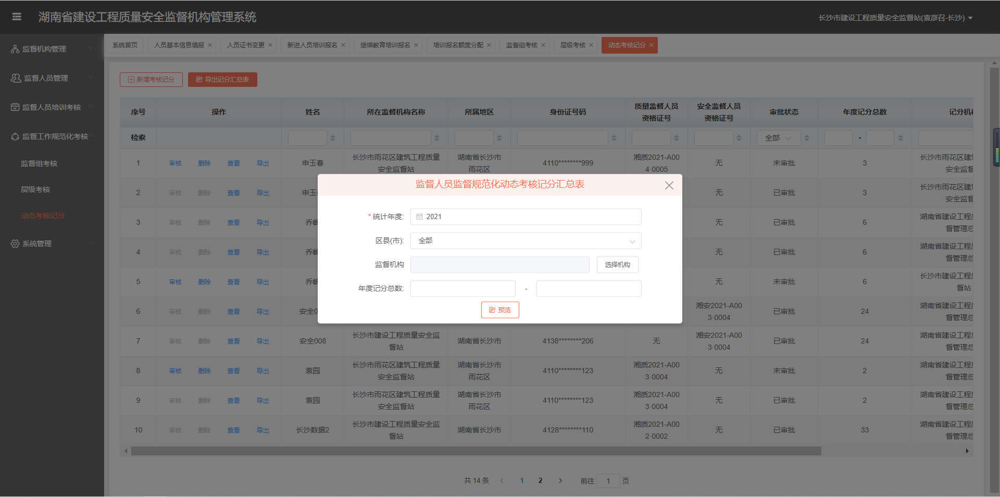 湖南省建设工程质量安全监督机构管理系统
长沙市建设工程质量安全监督站(袁彦召-长沙)
监督机构管理
监督人员管理
监督人员培训考核
监督工作规范化考核
监督组考核
层级考核
动态考核记分
系统管理
系统首页 人员基本信息填报 人员证书变更 新进人员培训报名 继续教育培训报名 培训报名额度分配 监督组考核 层级考核 动态考核记分
新增考核记分 导出记分汇总表
序号 操作 姓名 所在监督机构名称 所属地区 身份证号码 质量监督人员 安全监督人员 审批状态 年度记分总数 记分机
资格证号 资格证号
检索 全部 -
1 审核 删除 查看 导出 申玉春 长沙市雨花区建筑工程质量 湖南省长沙市 4110********999 湘质2021-A00 无 未审批 3 长沙市雨花区建
安全监督站 雨花区 4·0005 安全监
2 审核 删除 查看 导出 申玉 无 已审批 3 长沙市雨花区建
安全监
3 审核 删除 查看 导出 乔 无 已审批 6 湖南省建设工程
督管理总
4 审核 删除 查看 导出 乔 无 已审批 6 湖南省建设工程
督管理总
5 审核 删除 查看 导出 乔 无 未审批 6 长沙市建设工程
督站
6 审核 删除 查看 导出 安全0 湘安2021-A00 已审批 24 湖南省建设工程
3·0004 督管理总
7 审核 删除 查看 导出 安全008 长沙市建设工程质量安全监 湖南省长沙市 4138********206 无 湘安2021-A00 已审批 24 湖南省建设工程
督站 3·0004 督管理总
8 审核 删除 查看 导出 袁园 长沙市雨花区建筑工程质量 湖南省长沙市 4110********123 湘质2021-A00 无 未审批 2 湖南省建设工程
安全监督站 雨花区 3·0004 督管理总
9 审核 删除 查看 导出 袁园 长沙市雨花区建筑工程质量 湖南省长沙市 4110********123 湘质2021-A00 无 已审批 2 湖南省建设工程
安全监督站 雨花区 3·0004 督管理总
10 审核 删除 查看 导出 长沙数据2 长沙市建设工程质量安全监 湖南省长沙市 4128********110 湘质2021-A00 无 已审批 33 湖南省建设工程
督站 2·0002 督管理总
共 14 条 1 2 前往 1 页
监督人员监督规范化动态考核记分汇总表
* 统计年度: 2021
区县(市): 全部
监督机构 选择机构
年度记分总数: -
预览